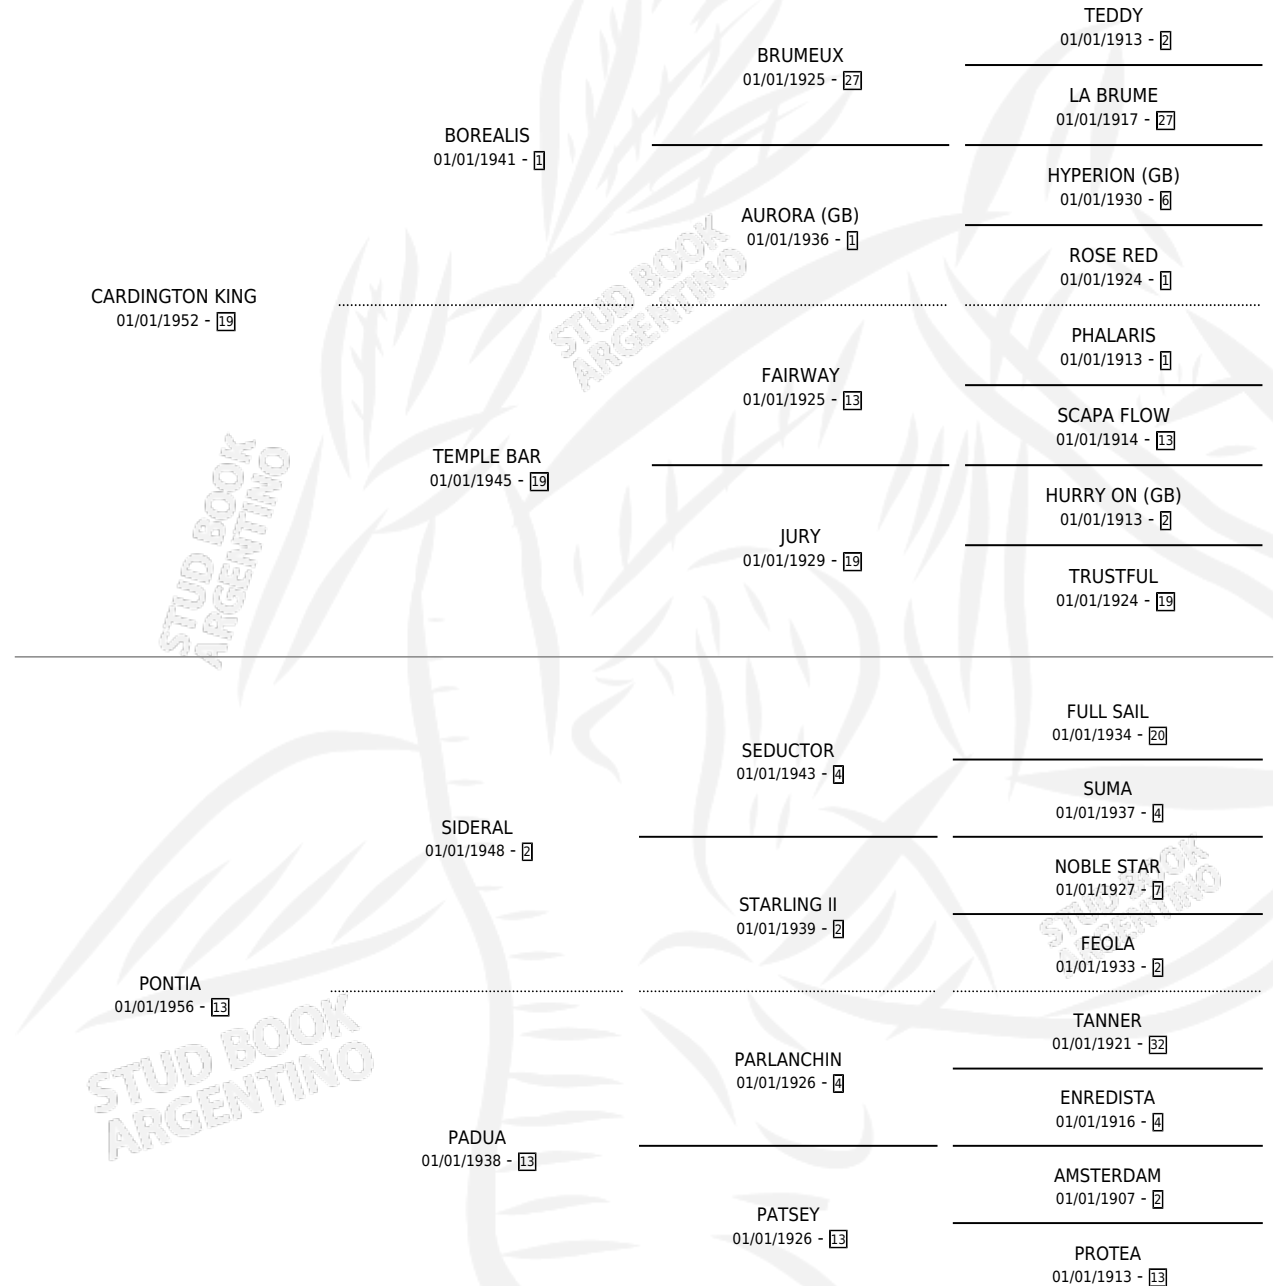 TEDDY
01/01/1913 - 2
BRUMEUX
01/01/1925 - 27
LA BRUME
01/01/1917 - 27
BOREALIS
01/01/1941 - 1
HYPERION (GB)
01/01/1930 - 6
AURORA (GB)
01/01/1936 - 1
ROSE RED
01/01/1924 - 1
CARDINGTON KING
01/01/1952 - 19
STUD BOOK
ARGENTINO
PHALARIS
01/01/1913 - 1
FAIRWAY
01/01/1925 - 13
SCAPA FLOW
01/01/1914 - 13
TEMPLE BAR
01/01/1945 - 19
HURRY ON (GB)
01/01/1913 - 2
JURY
01/01/1929 - 19
TRUSTFUL
01/01/1924 - 19
STUD BOOK
ARGENTINO
FULL SAIL
01/01/1934 - 20
SEDUCTOR
01/01/1943 - 4
SUMA
01/01/1937 - 4
SIDERAL
01/01/1948 - 2
NOBLE STAR
01/01/1927 - 7
STUD BOOK
ARGENTINO
STARLING II
01/01/1939 - 2
FEOLA
01/01/1933 - 2
PONTIA
01/01/1956 - 13
TANNER
01/01/1921 - 32
PARLANCHIN
01/01/1926 - 4
ENREDISTA
01/01/1916 - 4
STUD BOOK
ARGENTINO
PADUA
01/01/1938 - 13
AMSTERDAM
01/01/1907 - 2
PATSEY
01/01/1926 - 13
PROTEA
01/01/1913 - 13